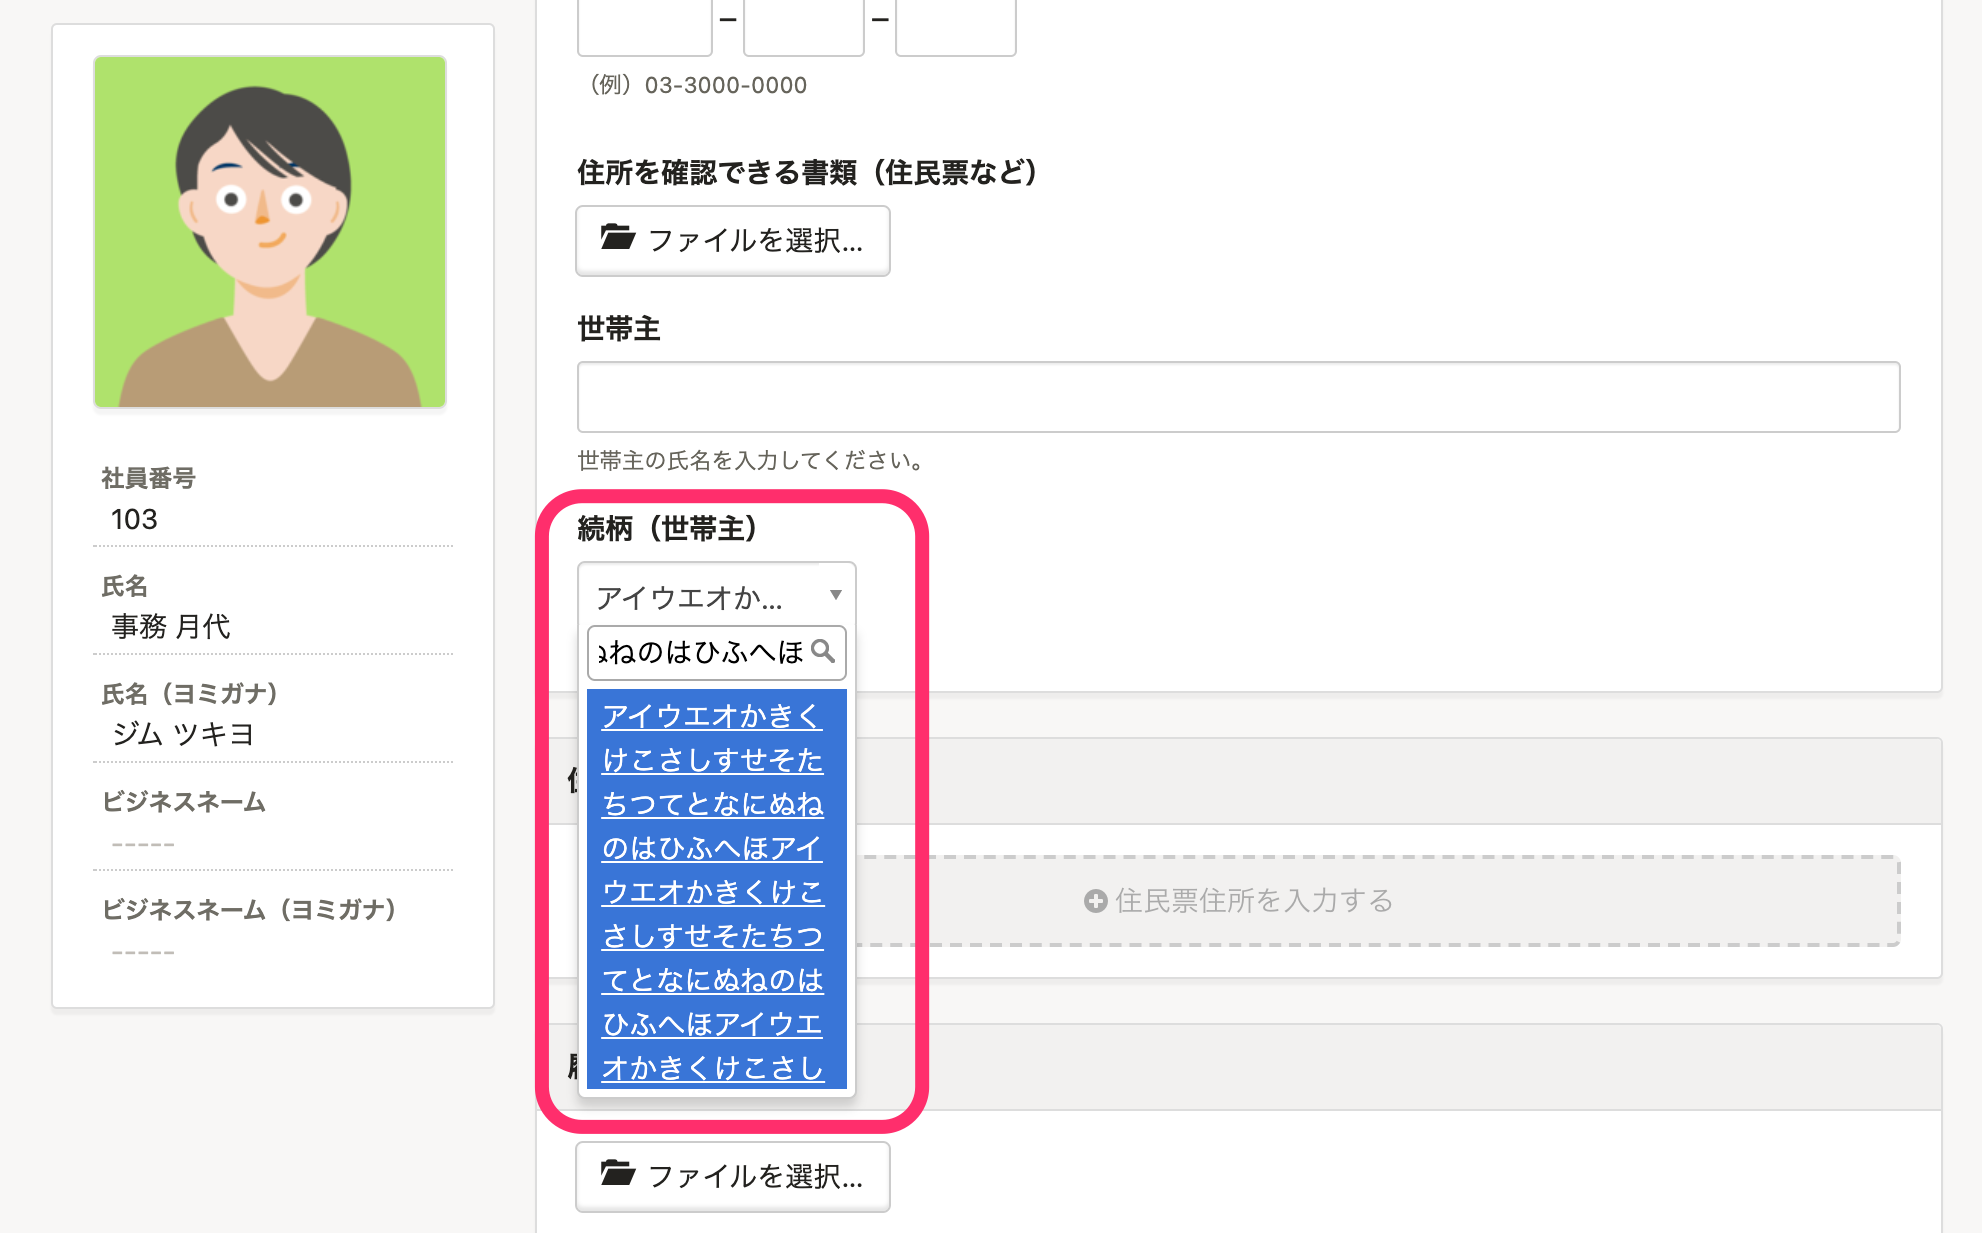 社員番号
103
氏名
事務 月代
氏名（ヨミガナ）
ジム ツキヨ
ビジネスネーム
-----
ビジネスネーム（ヨミガナ）
-----
– –
（例）03-3000-0000
住所を確認できる書類（住民票など）
ファイルを選択...
世帯主
世帯主の氏名を入力してください。
続柄（世帯主）
アイウエオか...
ねのはひふへほ
アイウエオかきく
けこさしすせそた
ちつてとなにぬね
のはひふへほアイ
ウエオかきくけこ
さしすせそたちつ
てとなにぬねのは
ひふへほアイウエ
オかきくけこさし
住民票住所を入力する
ファイルを選択...